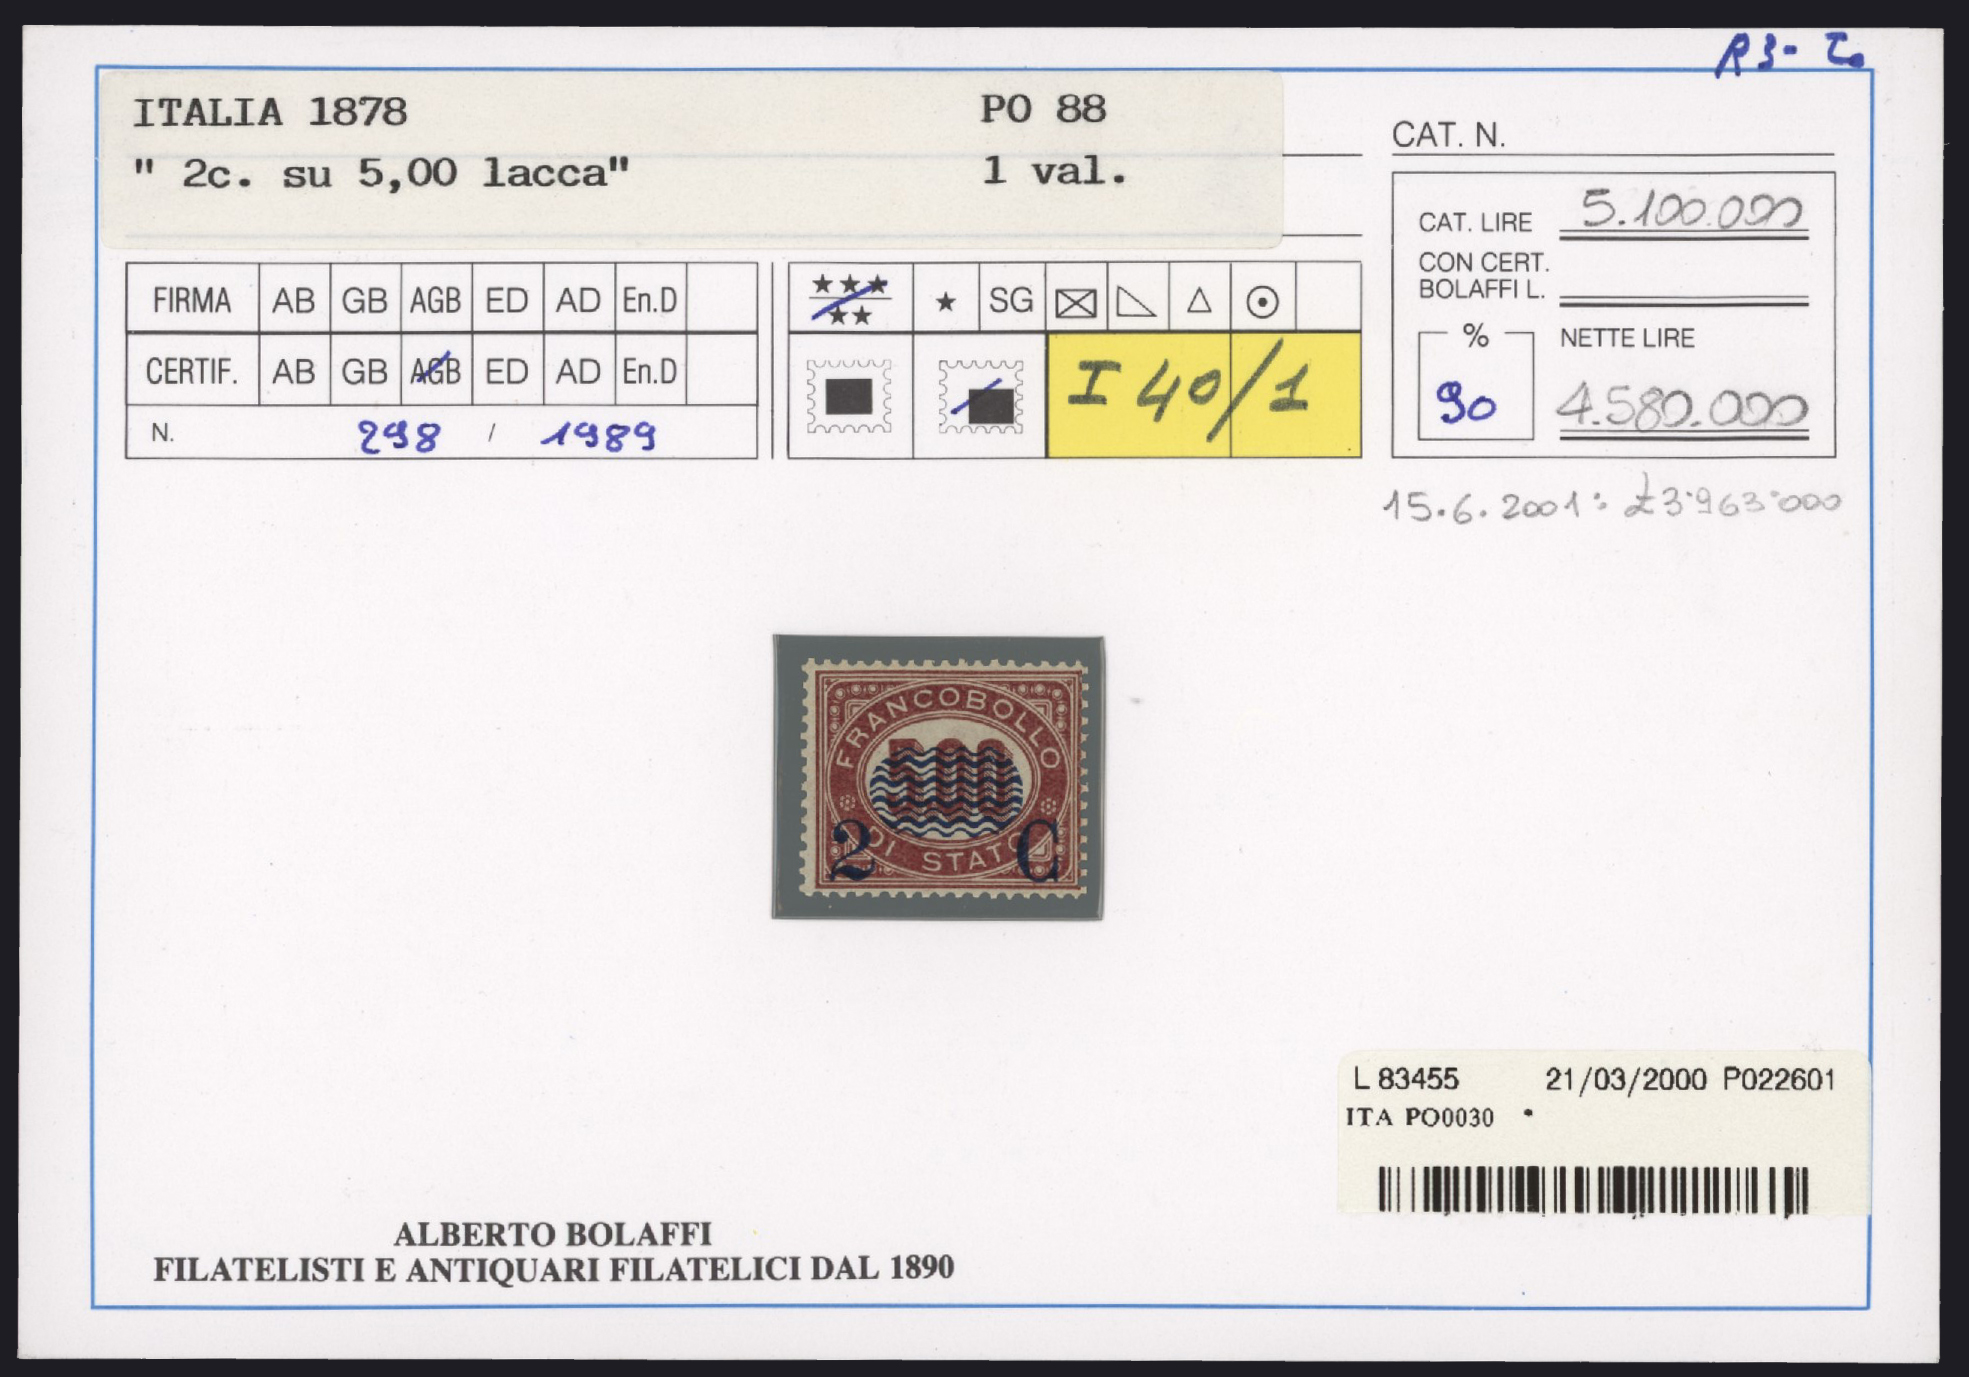 R3- To
ITALIA 1878 PO 88
" 2c. su 5,00 lacca" 1 val.
CAT. N.
CAT. LIRE 5.100.000
CON CERT.
BOLAFFI L.
% NETTE LIRE
90 4.580.000
FIRMA AB GB AGB ED AD En.D
CERTIF. AB GB AGB ED AD En.D
N. 298 / 1989
SG
I 40/1
15.6.2001: £3.963.000
FRANCOBOLLO
5,00
2 C
DI STATO
L 83455 21/03/2000 P022601
ITA PO0030 *
ALBERTO BOLAFFI
FILATELISTI E ANTIQUARI FILATELICI DAL 1890